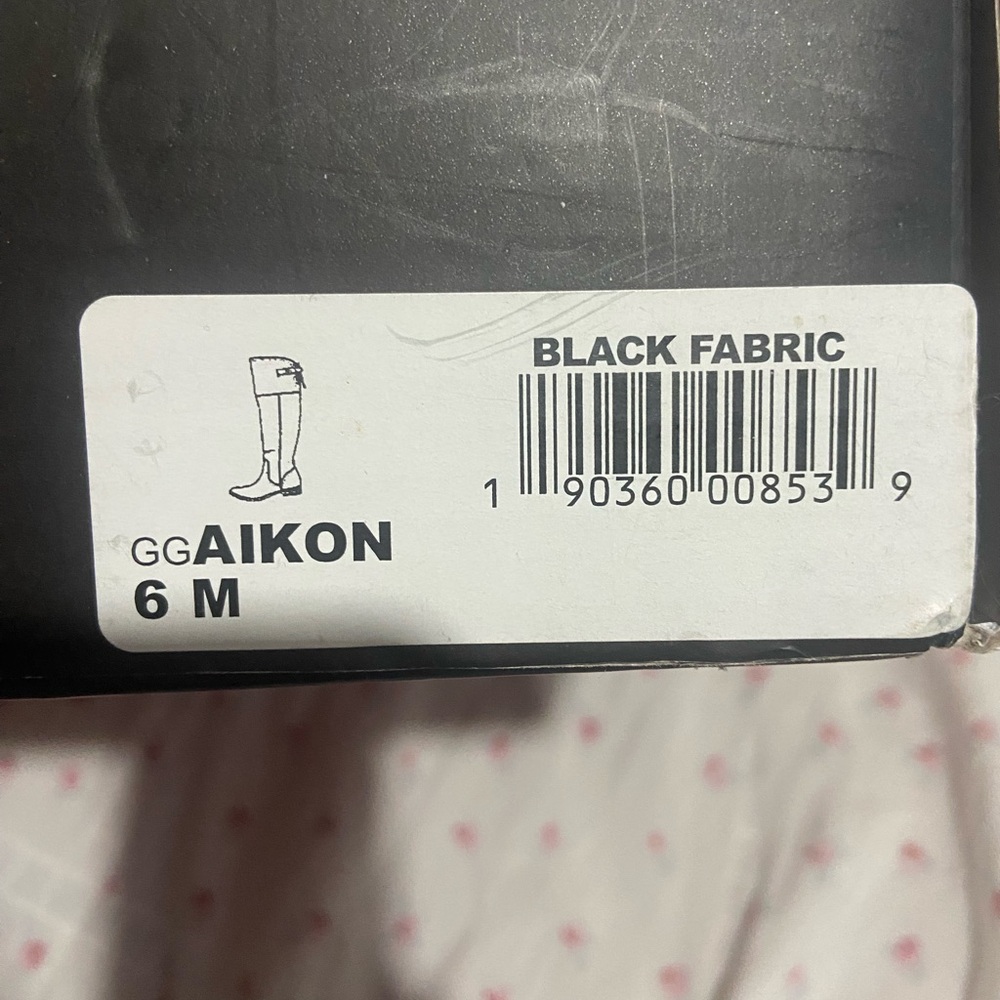 BLACK FABRIC
1 90360 00853 9
GGAIKON
6 M